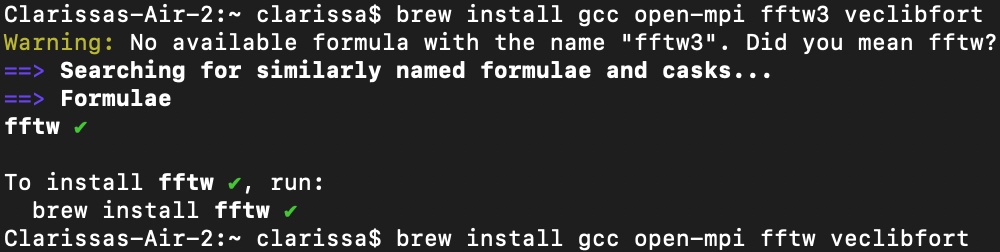 Clarissas-Air-2:~ clarissa$ brew install gcc open-mpi fftw3 veclibfort
Warning: No available formula with the name "fftw3". Did you mean fftw?
==> Searching for similarly named formulae and casks...
==> Formulae
fftw ✔
To install fftw ✔, run:
  brew install fftw ✔
Clarissas-Air-2:~ clarissa$ brew install gcc open-mpi fftw veclibfort